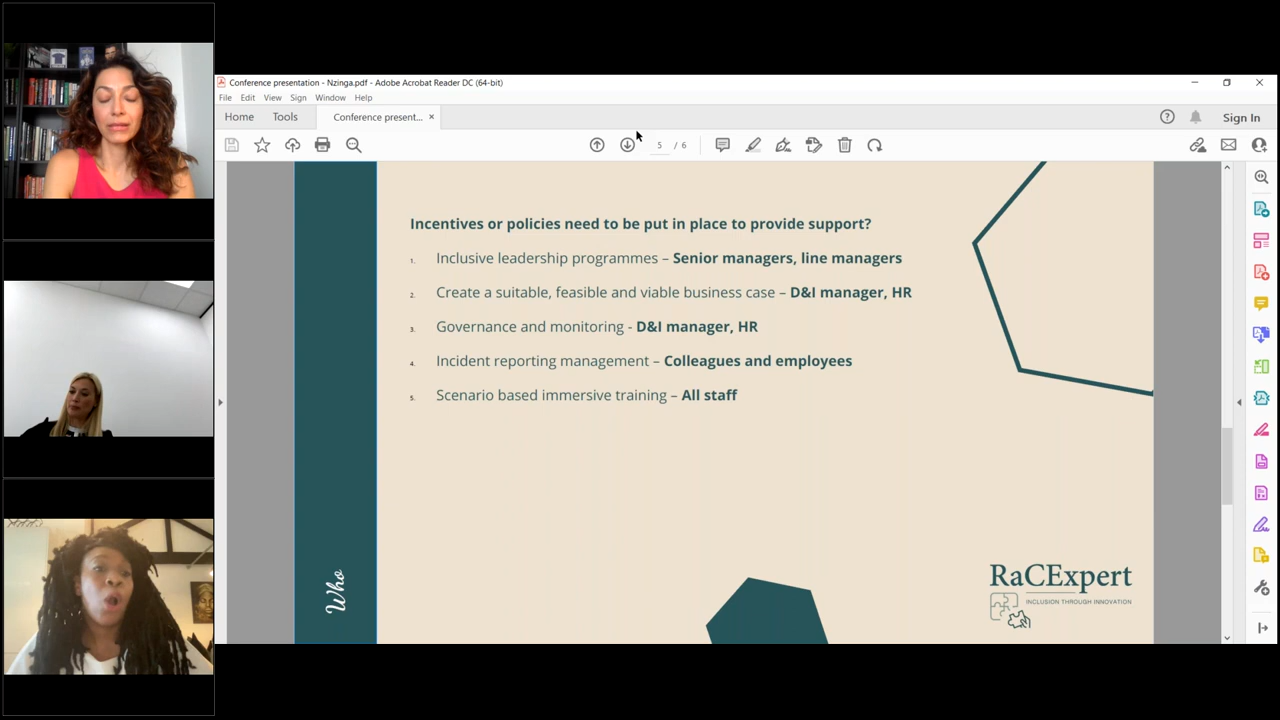 Conference presentation - Nzinga.pdf - Adobe Acrobat Reader DC (64-bit)
File Edit View Sign Window Help
Home Tools Conference present... Sign In
5 / 6
Incentives or policies need to be put in place to provide support?
1. Inclusive leadership programmes – Senior managers, line managers
2. Create a suitable, feasible and viable business case – D&I manager, HR
3. Governance and monitoring - D&I manager, HR
4. Incident reporting management – Colleagues and employees
5. Scenario based immersive training – All staff
Who
RaCExpert
INCLUSION THROUGH INNOVATION